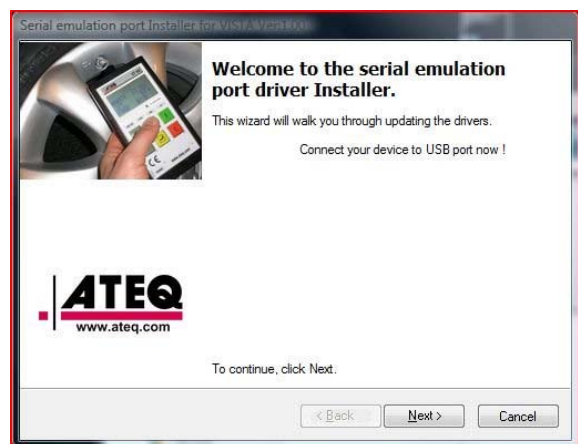 Serial emulation port Installer for VISTA Ver1.00
Welcome to the serial emulation
port driver Installer.
This wizard will walk you through updating the drivers.
Connect your device to USB port now !
ATEQ
www.ateq.com
To continue, click Next.
< Back
Next >
Cancel